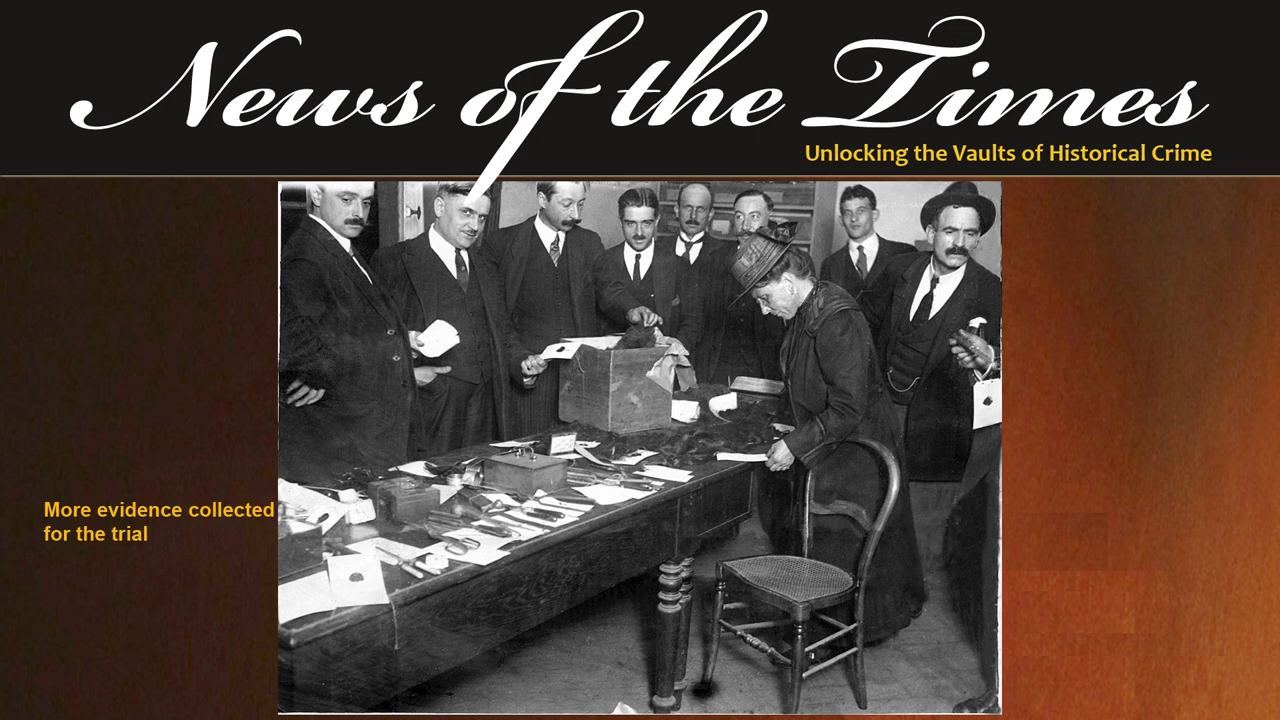 News of the Times
Unlocking the Vaults of Historical Crime
More evidence collected
for the trial